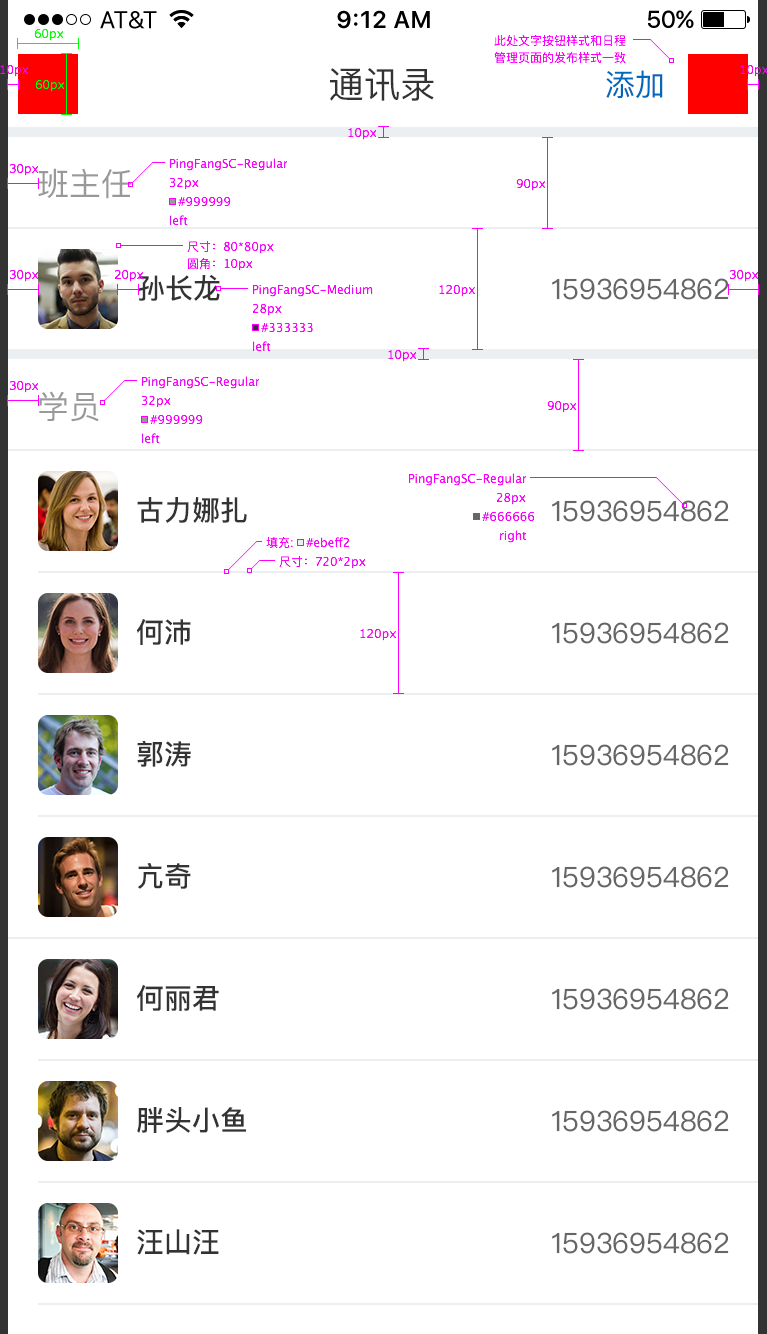 AT&T 9:12 AM 50%
60px
此处文字按钮样式和日程
管理页面的发布样式一致
10px 60px 通讯录 添加 10px
10px
30px 班主任 PingFangSC-Regular
32px
#999999
left
90px
尺寸：80*80px
圆角：10px
30px 20px 孙长龙 PingFangSC-Medium 120px 15936954862 30px
28px
#333333
left
10px
30px 学员 PingFangSC-Regular
32px
#999999
left
90px
古力娜扎 PingFangSC-Regular 15936954862
28px
#666666
right
填充: #ebeff2
尺寸：720*2px
何沛 120px 15936954862
郭涛 15936954862
亢奇 15936954862
何丽君 15936954862
胖头小鱼 15936954862
汪山汪 15936954862